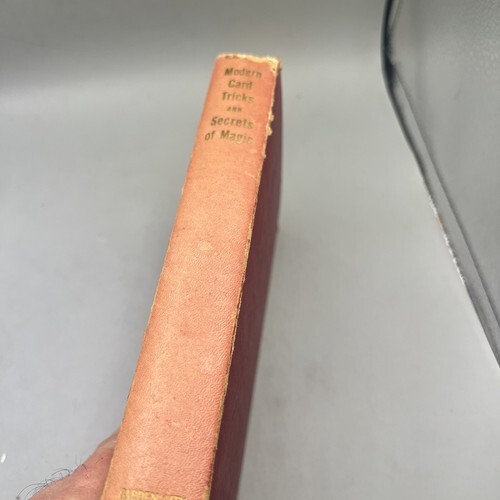 Modern
Card
Tricks
AND
Secrets
of Magic